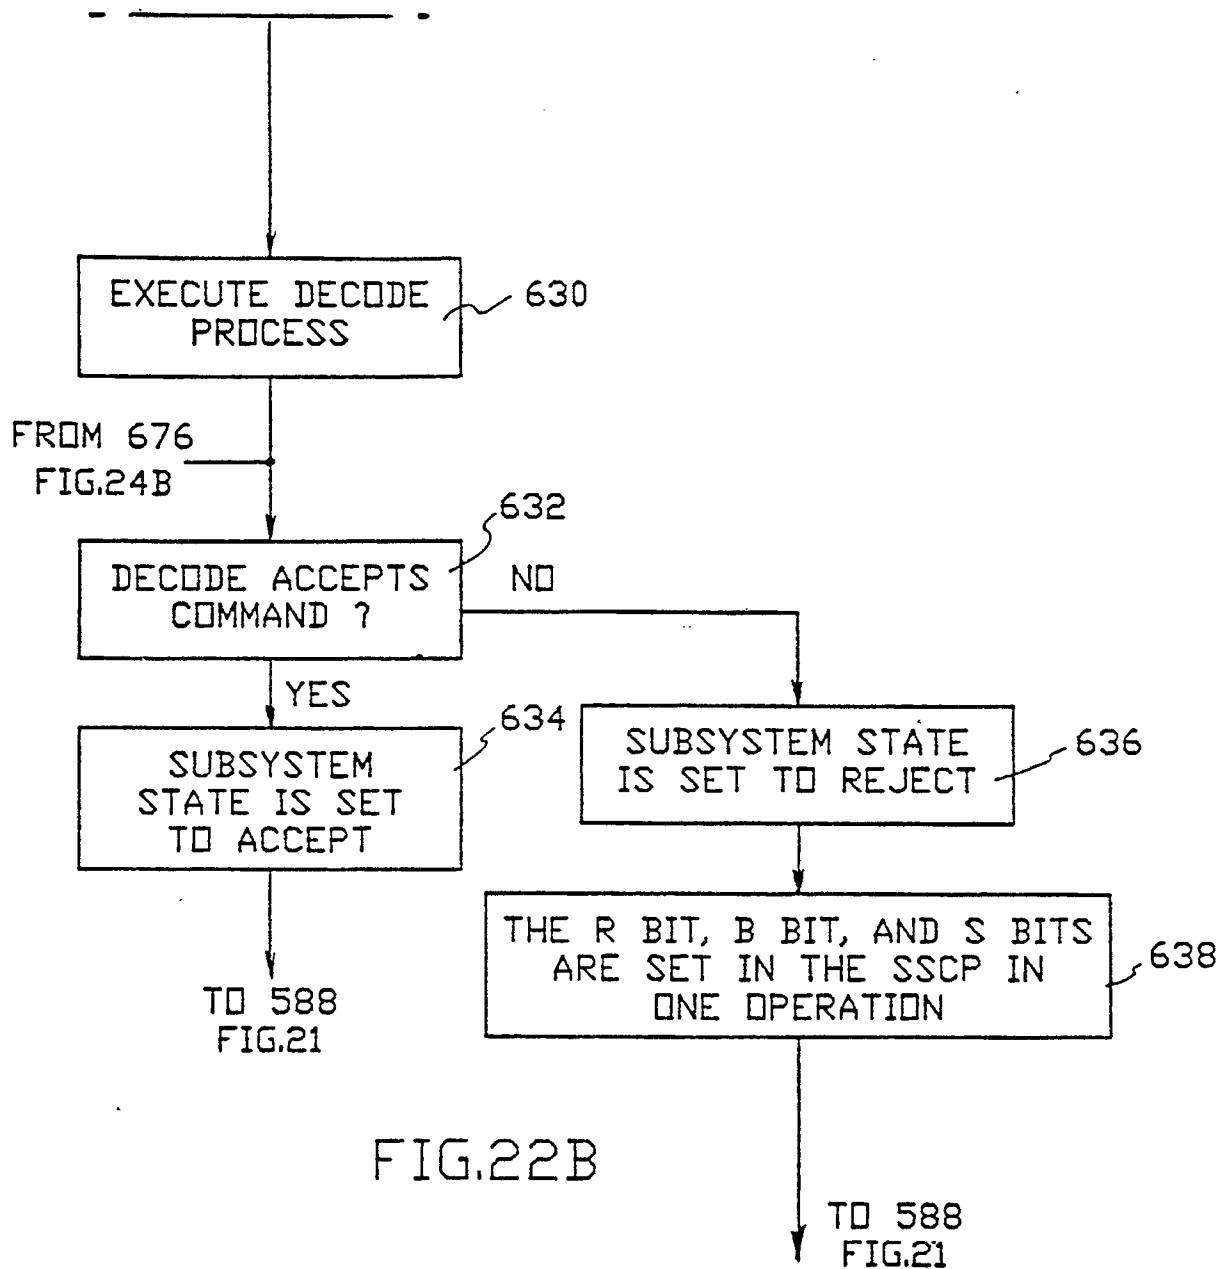 EXECUTE DECODE
PROCESS
630
FROM 676
FIG.24B
632
DECODE ACCEPTS
COMMAND ?
NO
YES
634
SUBSYSTEM
STATE IS SET
TO ACCEPT
SUBSYSTEM STATE
IS SET TO REJECT
636
THE R BIT, B BIT, AND S BITS
ARE SET IN THE SSCP IN
ONE OPERATION
638
TO 588
FIG.21
FIG.22B
TO 588
FIG.21